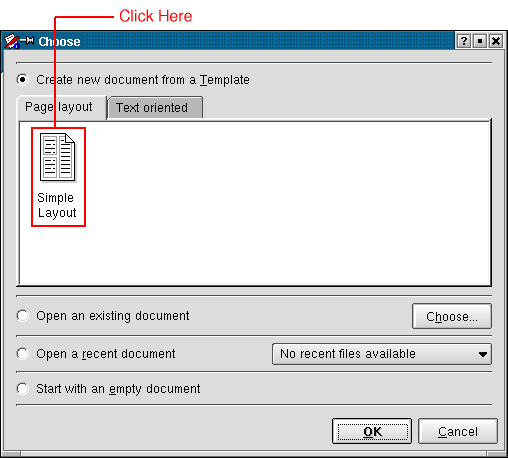 Click Here
Choose
Create new document from a Template
Page layout
Text oriented
Simple
Layout
Open an existing document
Choose...
Open a recent document
No recent files available
Start with an empty document
OK
Cancel